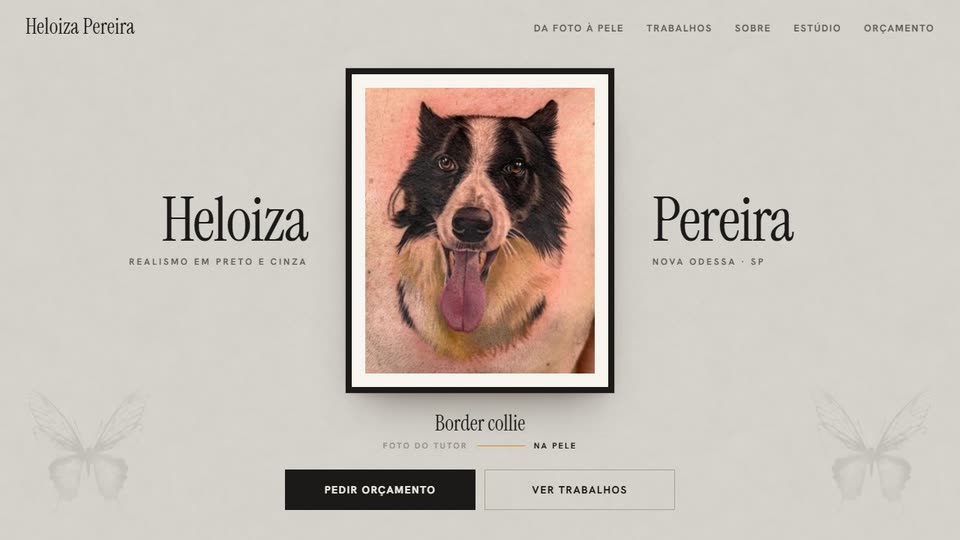 Heloiza Pereira
DA FOTO À PELE TRABALHOS SOBRE ESTÚDIO ORÇAMENTO
Heloiza
REALISMO EM PRETO E CINZA
Pereira
NOVA ODESSA · SP
Border collie
FOTO DO TUTOR NA PELE
PEDIR ORÇAMENTO VER TRABALHOS